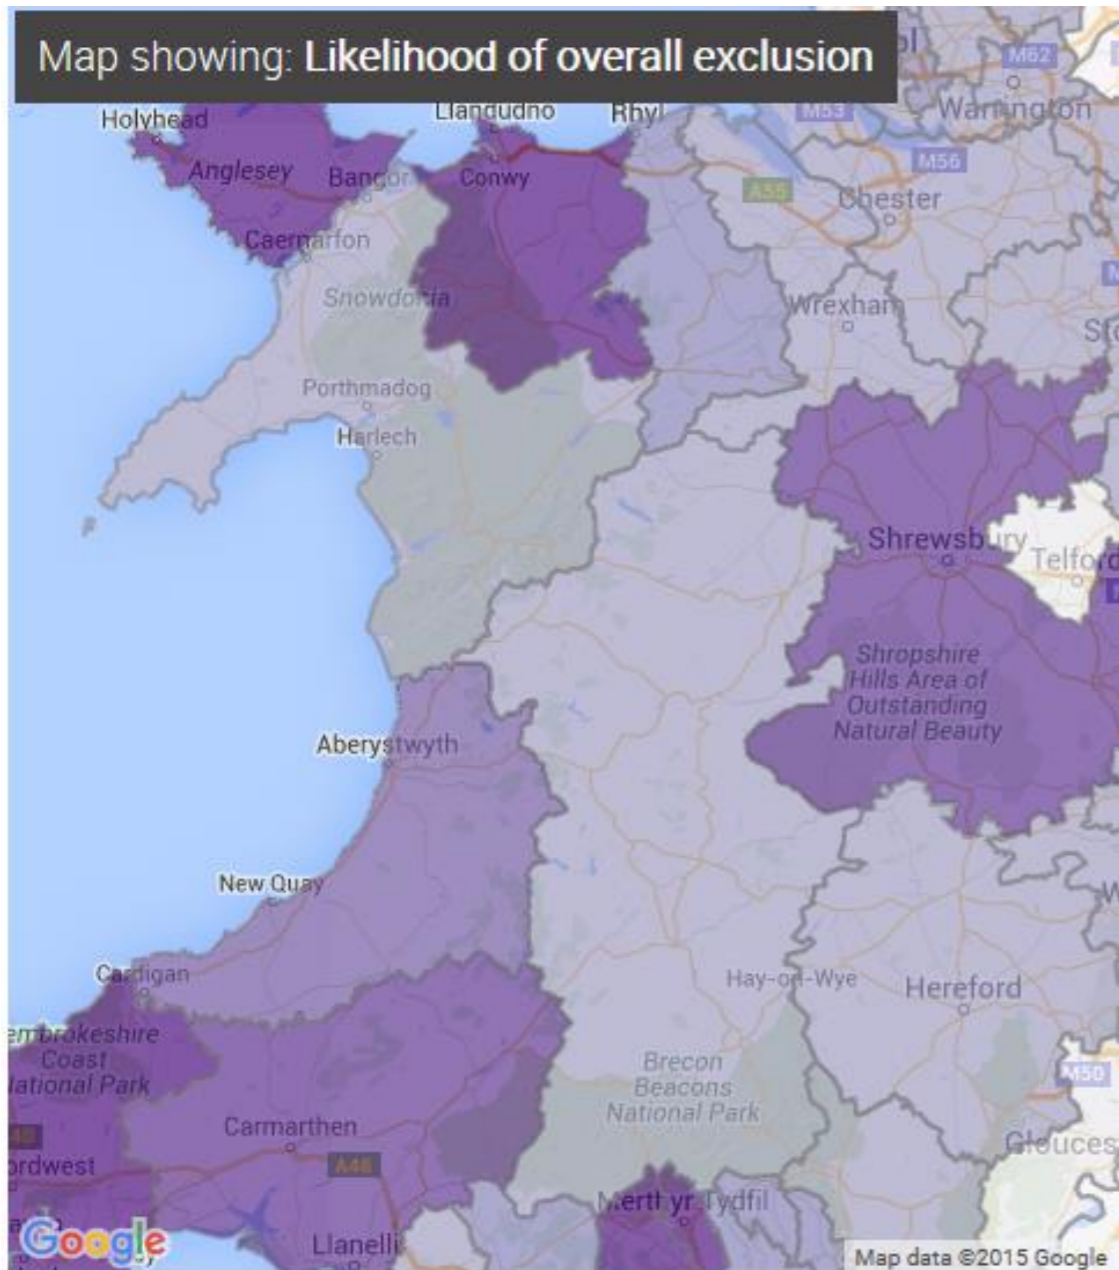 Map showing: Likelihood of overall exclusion
M62
Warrington
Holyhead
Llandudno
Rhyl
M53
M56
Anglesey
Bangor
Conwy
A55
Chester
Caernarfon
Snowdonia
Wrexham
Porthmadog
Harlech
Shrewsbury
Telford
Shropshire
Hills Area of
Outstanding
Natural Beauty
Aberystwyth
New Quay
Cardigan
Hay-on-Wye
Hereford
embrokeshire
Coast
National Park
Brecon
Beacons
National Park
M50
Carmarthen
Glouces
A48
ordwest
Merthyr Tydfil
Google
Llanelli
Map data ©2015 Google